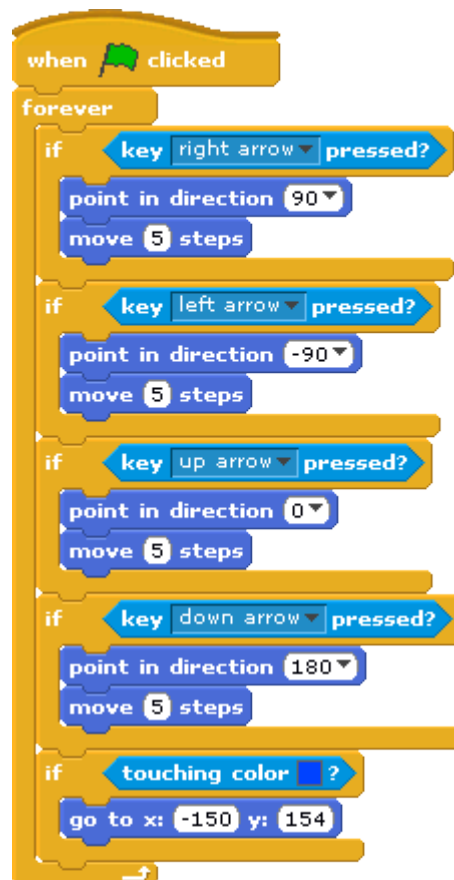 when clicked
forever
if key right arrow pressed?
point in direction 90
move 5 steps
if key left arrow pressed?
point in direction -90
move 5 steps
if key up arrow pressed?
point in direction 0
move 5 steps
if key down arrow pressed?
point in direction 180
move 5 steps
if touching color ?
go to x: -150 y: 154